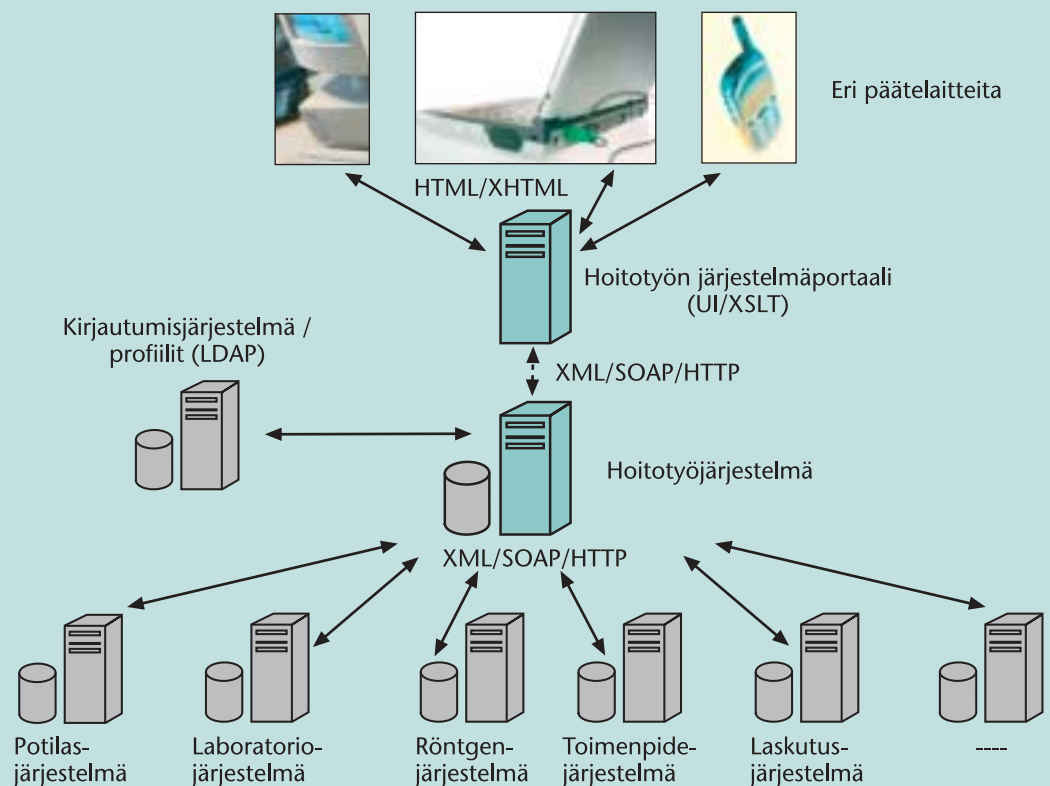 Eri päätelaitteita
HTML/XHTML
Hoitotyön järjestelmäportaali
(UI/XSLT)
Kirjautumisjärjestelmä /
profiilit (LDAP)
XML/SOAP/HTTP
Hoitotyöjärjestelmä
XML/SOAP/HTTP
Potilas-
järjestelmä
Laboratorio-
järjestelmä
Röntgen-
järjestelmä
Toimenpide-
järjestelmä
Laskutus-
järjestelmä
----